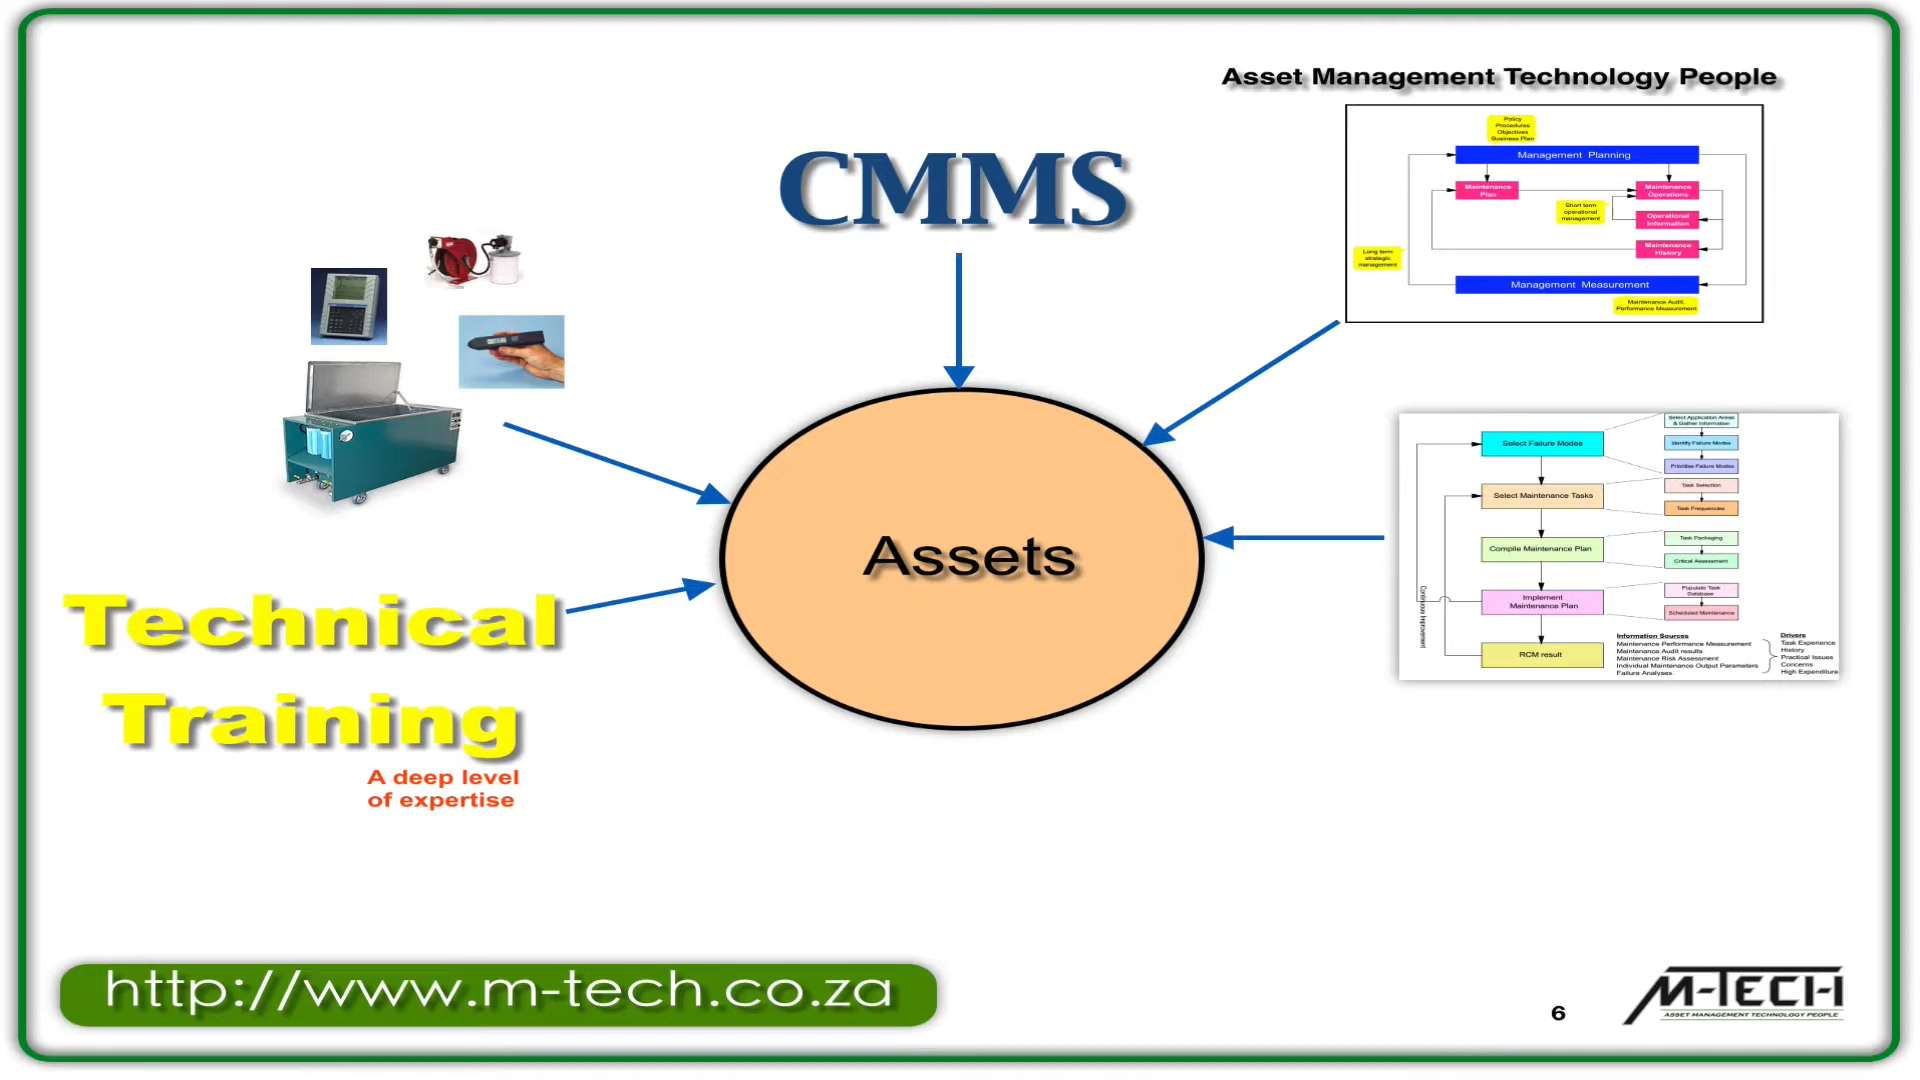 Asset Management Technology People
Policy
Procedures
Objectives
Business Plan
Management Planning
Maintenance
Plan
Maintenance
Operations
Short term
operational
management
Operational
Information
Maintenance
History
Long term
strategic
management
Management Measurement
Maintenance Audit,
Performance Measurement
CMMS
Assets
Technical
Training
A deep level
of expertise
Select Failure Modes
Select Application Areas
& Gather Information
Identify Failure Modes
Prioritise Failure Modes
Select Maintenance Tasks
Task Selection
Task Frequencies
Compile Maintenance Plan
Task Packaging
Critical Assessment
Implement
Maintenance Plan
Populate Task
Database
Scheduled Maintenance
Continuous Improvement
RCM result
Information Sources
Maintenance Performance Measurement
Maintenance Audit results
Maintenance Risk Assessment
Individual Maintenance Output Parameters
Failure Analyses
Drivers
Task Experience
History
Practical Issues
Concerns
High Expenditure
http://www.m-tech.co.za
6
M-TECH
ASSET MANAGEMENT TECHNOLOGY PEOPLE